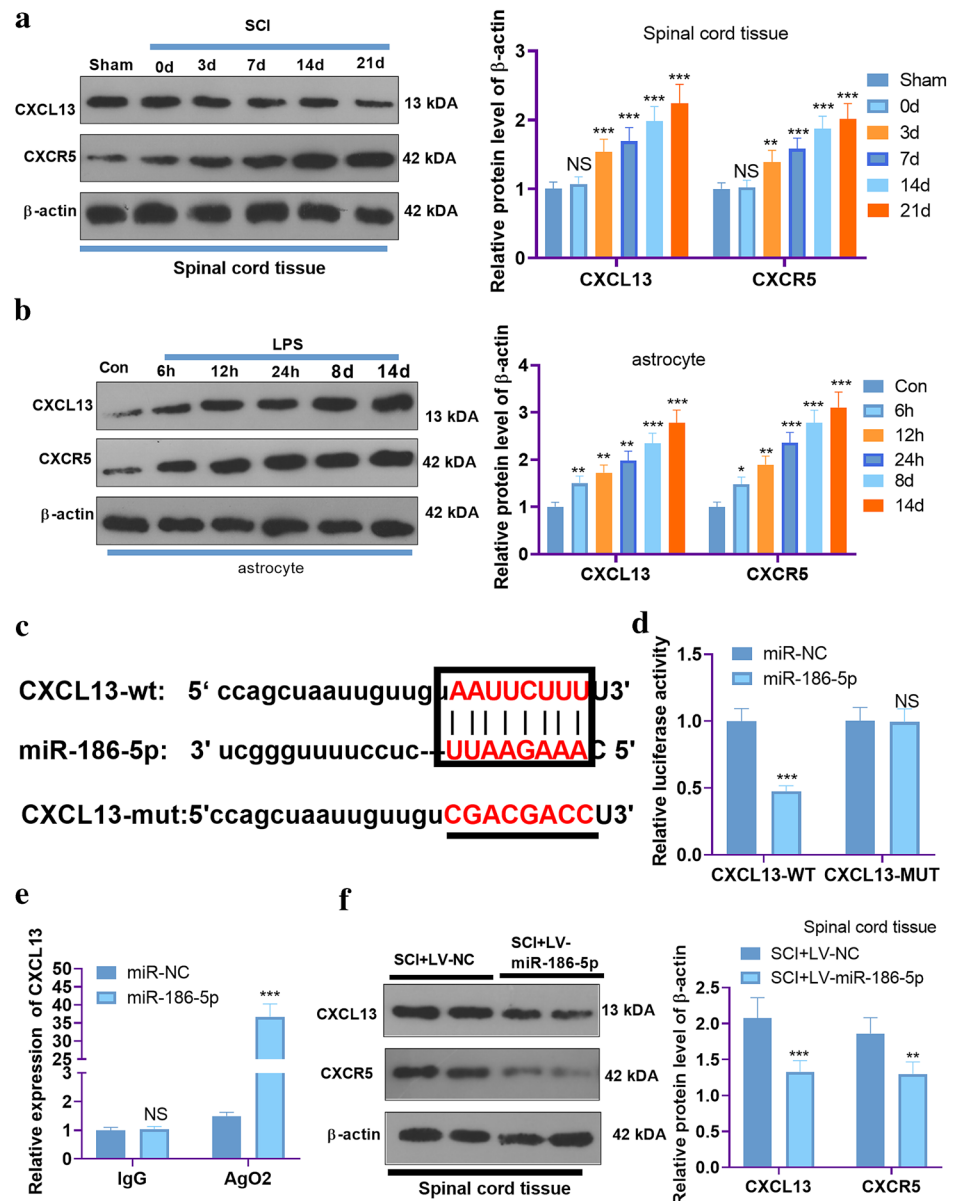 a
SCI
Sham 0d 3d 7d 14d 21d
CXCL13 13 kDA
CXCR5 42 kDA
β-actin 42 kDA
Spinal cord tissue
Spinal cord tissue
Relative protein level of β-actin
3
2
1
0
NS *** *** *** ***
NS ** *** *** ***
CXCL13 CXCR5
Sham
0d
3d
7d
14d
21d
b
LPS
Con 6h 12h 24h 8d 14d
CXCL13 13 kDA
CXCR5 42 kDA
β-actin 42 kDA
astrocyte
astrocyte
Relative protein level of β-actin
4
3
2
1
0
** ** ** *** ***
* ** *** *** ***
CXCL13 CXCR5
Con
6h
12h
24h
8d
14d
c
CXCL13-wt: 5‘ ccagcuaauuguuguAAUUCUUUU3'
miR-186-5p: 3' ucggguuuuccuc---UUAAGAAAC 5'
CXCL13-mut:5'ccagcuaauuguuguCGACGACCU3'
d
Relative luciferase activity
1.5
1.0
0.5
0.0
miR-NC
miR-186-5p
***
NS
CXCL13-WT CXCL13-MUT
e
Relative expression of CXCL13
50
45
40
35
30
25
3
2
1
0
miR-NC
miR-186-5p
NS
***
IgG AgO2
f
SCI+LV-NC
SCI+LV-
miR-186-5p
CXCL13 13 kDA
CXCR5 42 kDA
β-actin 42 kDA
Spinal cord tissue
Spinal cord tissue
SCI+LV-NC
SCI+LV-miR-186-5p
Relative protein level of β-actin
2.5
2.0
1.5
1.0
0.5
0.0
***
**
CXCL13 CXCR5